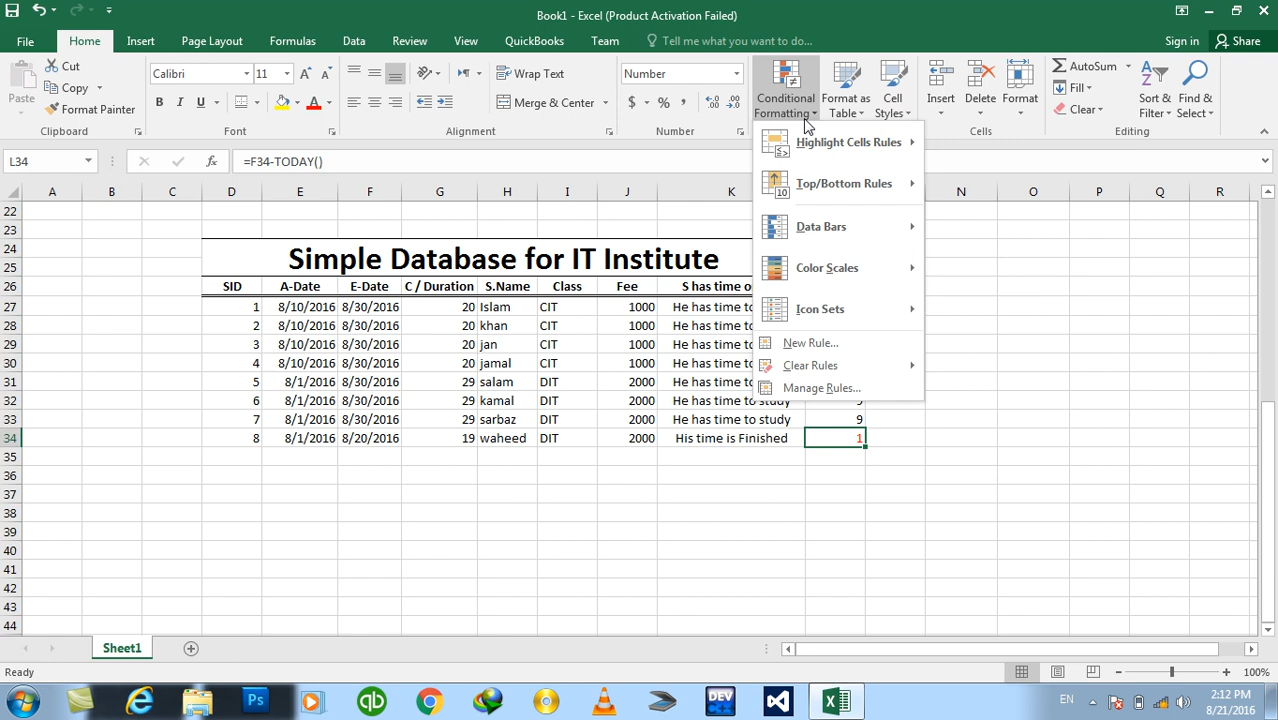 Book1 - Excel (Product Activation Failed)
File Home Insert Page Layout Formulas Data Review View QuickBooks Team Tell me what you want to do... Sign in Share
Paste Cut Copy Format Painter
Clipboard
Calibri 11
B I U A A A
Font
Wrap Text
Merge & Center
Alignment
Number
$ % ,
Number
Conditional Formatting
Format as Table
Cell Styles
Insert Delete Format
Cells
AutoSum
Fill
Clear
Sort & Filter
Find & Select
Editing
Highlight Cells Rules
Top/Bottom Rules
Data Bars
Color Scales
Icon Sets
New Rule...
Clear Rules
Manage Rules...
L34 fx =F34-TODAY()
A B C D E F G H I J K N O P Q R
22
23
24
Simple Database for IT Institute
25
26 SID A-Date E-Date C / Duration S.Name Class Fee S has time o
27 1 8/10/2016 8/30/2016 20 Islam CIT 1000 He has time to
28 2 8/10/2016 8/30/2016 20 khan CIT 1000 He has time to
29 3 8/10/2016 8/30/2016 20 jan CIT 1000 He has time to
30 4 8/10/2016 8/30/2016 20 jamal CIT 1000 He has time to
31 5 8/1/2016 8/30/2016 29 salam DIT 2000 He has time to
32 6 8/1/2016 8/30/2016 29 kamal DIT 2000 He has time to study 9
33 7 8/1/2016 8/30/2016 29 sarbaz DIT 2000 He has time to study 9
34 8 8/1/2016 8/20/2016 19 waheed DIT 2000 His time is Finished 1
35
36
37
38
39
40
41
42
43
44
Sheet1
Ready 100%
EN 2:12 PM
8/21/2016